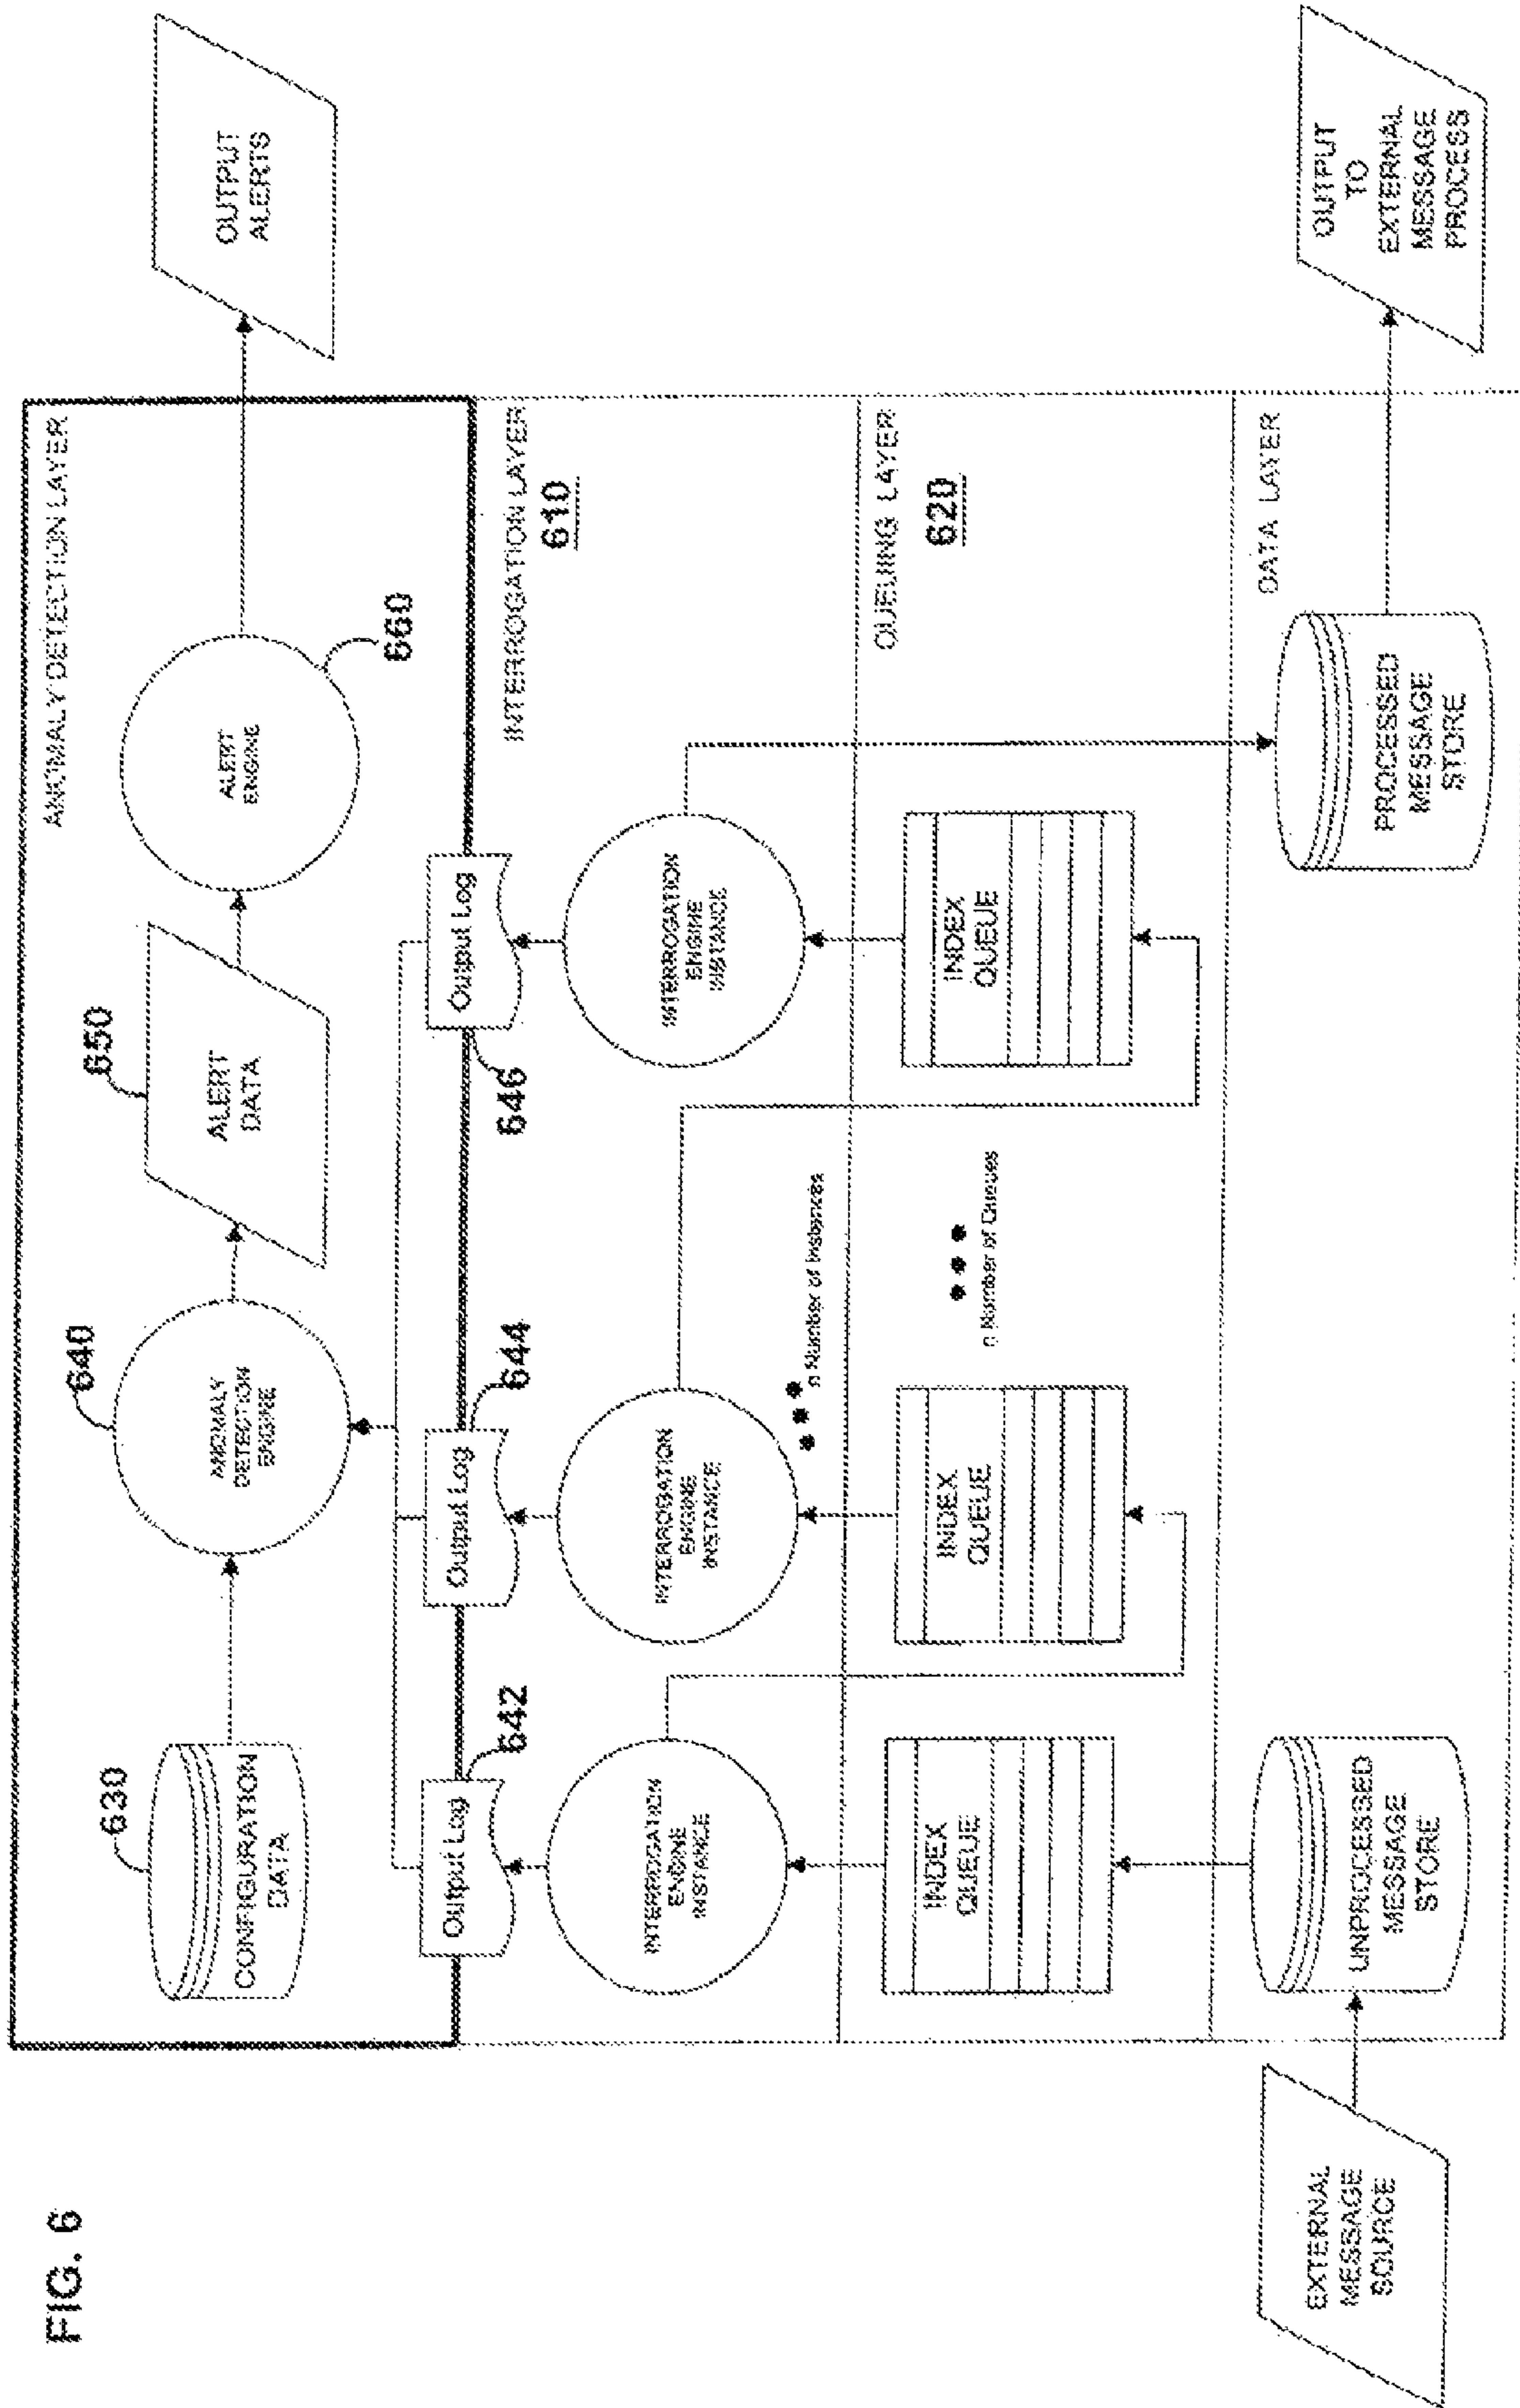 FIG. 6
ANOMALY DETECTION LAYER
630
CONFIGURATION
DATA
640
ANOMALY
DETECTION
ENGINE
650
ALERT
DATA
ALERT
ENGINE
660
OUTPUT
ALERTS
Output Log
642
Output Log
644
Output Log
646
INTERROGATION LAYER
610
INTERROGATION
ENGINE
INSTANCE
INTERROGATION
ENGINE
INSTANCE
n Number of Instances
INTERROGATION
ENGINE
INSTANCE
QUEUING LAYER
620
INDEX
QUEUE
INDEX
QUEUE
n Number of Queues
INDEX
QUEUE
DATA LAYER
EXTERNAL
MESSAGE
SOURCE
UNPROCESSED
MESSAGE
STORE
PROCESSED
MESSAGE
STORE
OUTPUT
TO
EXTERNAL
MESSAGE
PROCESS